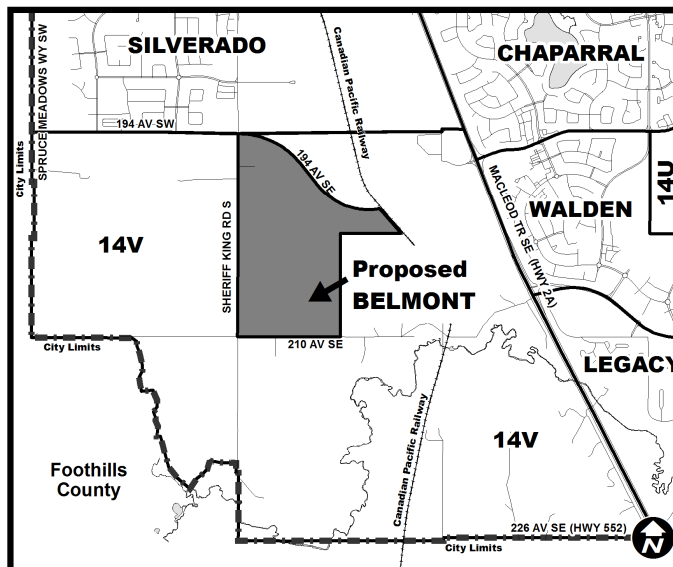 SILVERADO
CHAPARRAL
SPRUCE MEADOWS WY SW
Canadian Pacific Railway
194 AV SW
City Limits
194 AV SE
14U
WALDEN
MACLEOD TR SE (HWY 2A)
14V
SHERIFF KING RD S
Proposed
BELMONT
210 AV SE
City Limits
LEGACY
Canadian Pacific Railway
14V
Foothills
County
226 AV SE (HWY 552)
City Limits
N